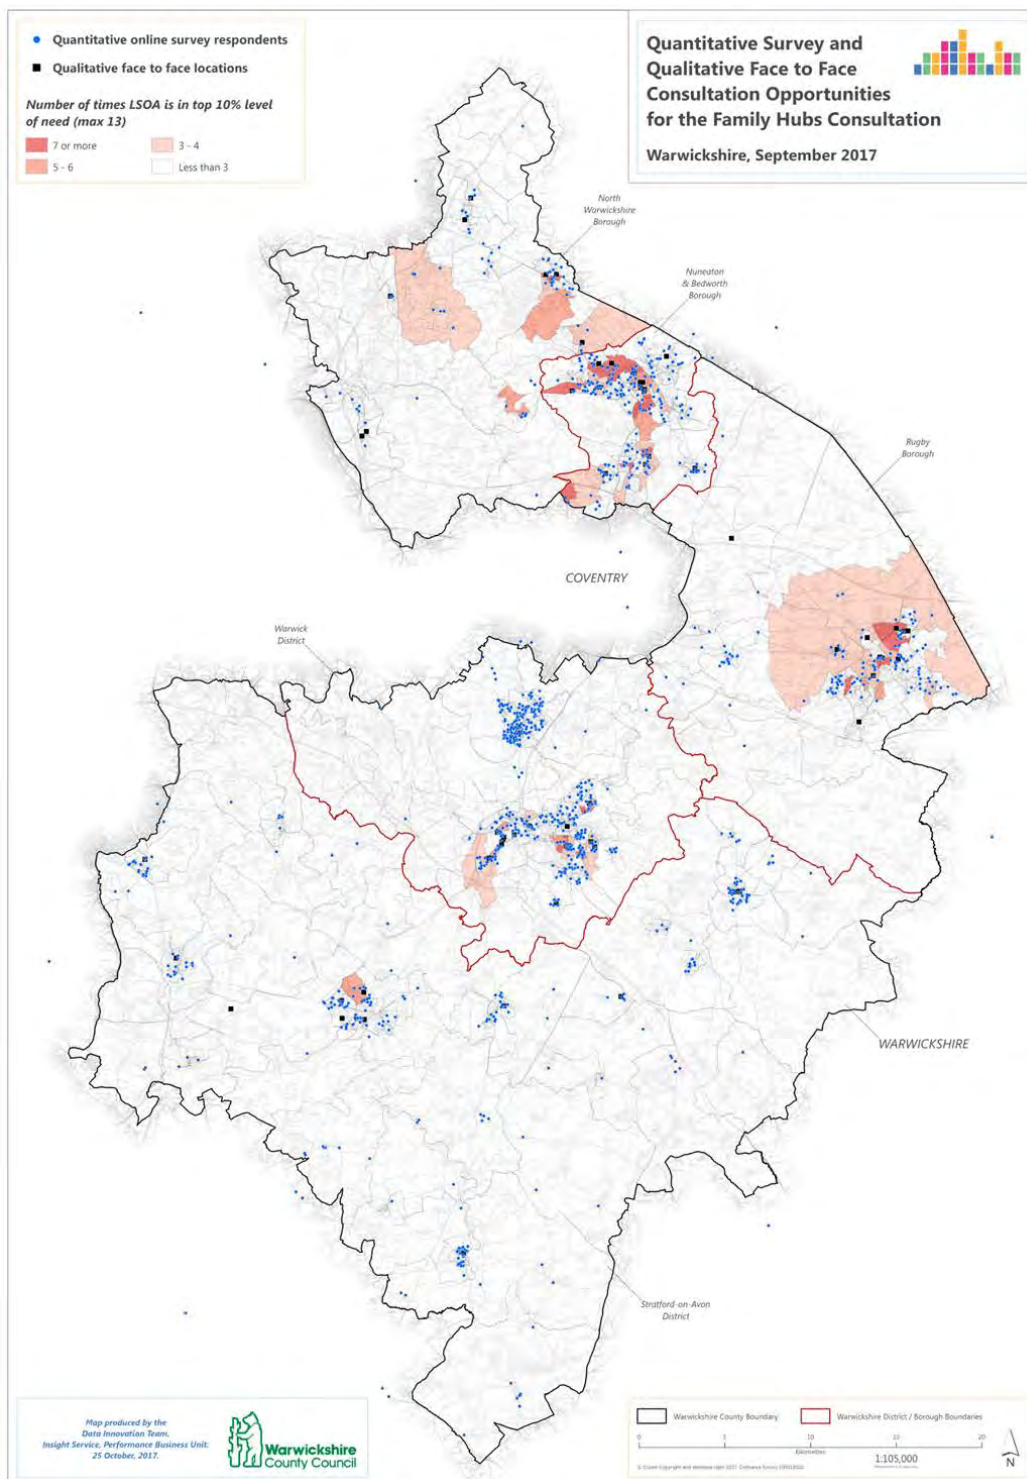 Quantitative online survey respondents
Qualitative face to face locations
Number of times LSOA is in top 10% level
of need (max 13)
7 or more
3 - 4
5 - 6
Less than 3
Quantitative Survey and
Qualitative Face to Face
Consultation Opportunities
for the Family Hubs Consultation
Warwickshire, September 2017
North
Warwickshire
Borough
Nuneaton
& Bedworth
Borough
Rugby
Borough
COVENTRY
Warwick
District
WARWICKSHIRE
Stratford-on-Avon
District
Map produced by the
Data Innovation Team,
Insight Service, Performance Business Unit.
25 October, 2017.
Warwickshire
County Council
Warwickshire County Boundary
Warwickshire District / Borough Boundaries
0 5 10 15 20
Kilometres
1:105,000
N